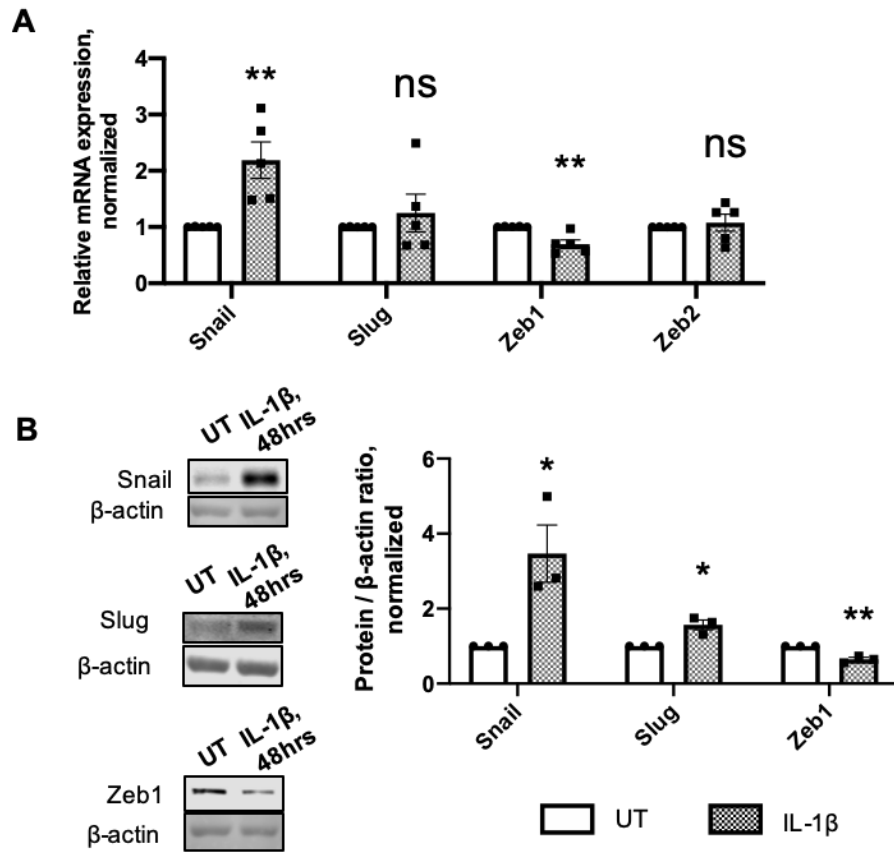 A
Relative mRNA expression,
normalized
4
3
2
1
0
**
ns
**
ns
Snail
Slug
Zeb1
Zeb2
B
UT
IL-1β,
48hrs
Snail
β-actin
UT
IL-1β,
48hrs
Slug
β-actin
UT
IL-1β,
48hrs
Zeb1
β-actin
Protein / β-actin ratio,
normalized
6
4
2
0
*
*
**
Snail
Slug
Zeb1
UT
IL-1β